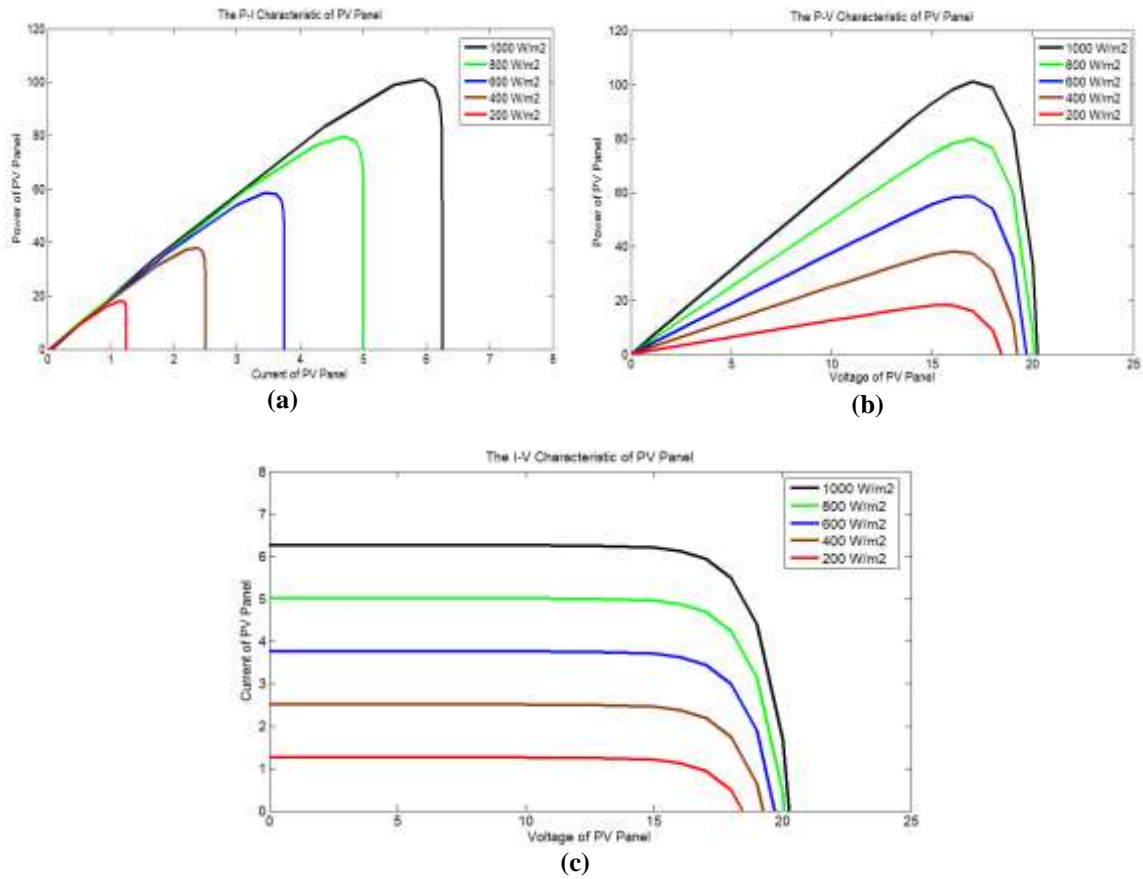 The P-I Characteristic of PV Panel
120
100
80
60
40
20
0
0 1 2 3 4 5 6 7 8
Power of PV Panel
Current of PV Panel
1000 W/m2
800 W/m2
600 W/m2
400 W/m2
200 W/m2
(a)
The P-V Characteristic of PV Panel
120
100
80
60
40
20
0
0 5 10 15 20 25
Power of PV Panel
Voltage of PV Panel
1000 W/m2
800 W/m2
600 W/m2
400 W/m2
200 W/m2
(b)
The I-V Characteristic of PV Panel
8
7
6
5
4
3
2
1
0
0 5 10 15 20 25
Current of PV Panel
Voltage of PV Panel
1000 W/m2
800 W/m2
600 W/m2
400 W/m2
200 W/m2
(c)